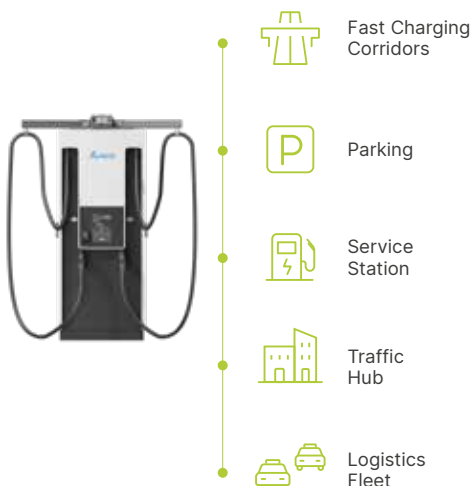 Fast Charging
Corridors
P
Parking
Service
Station
Traffic
Hub
Logistics
Fleet